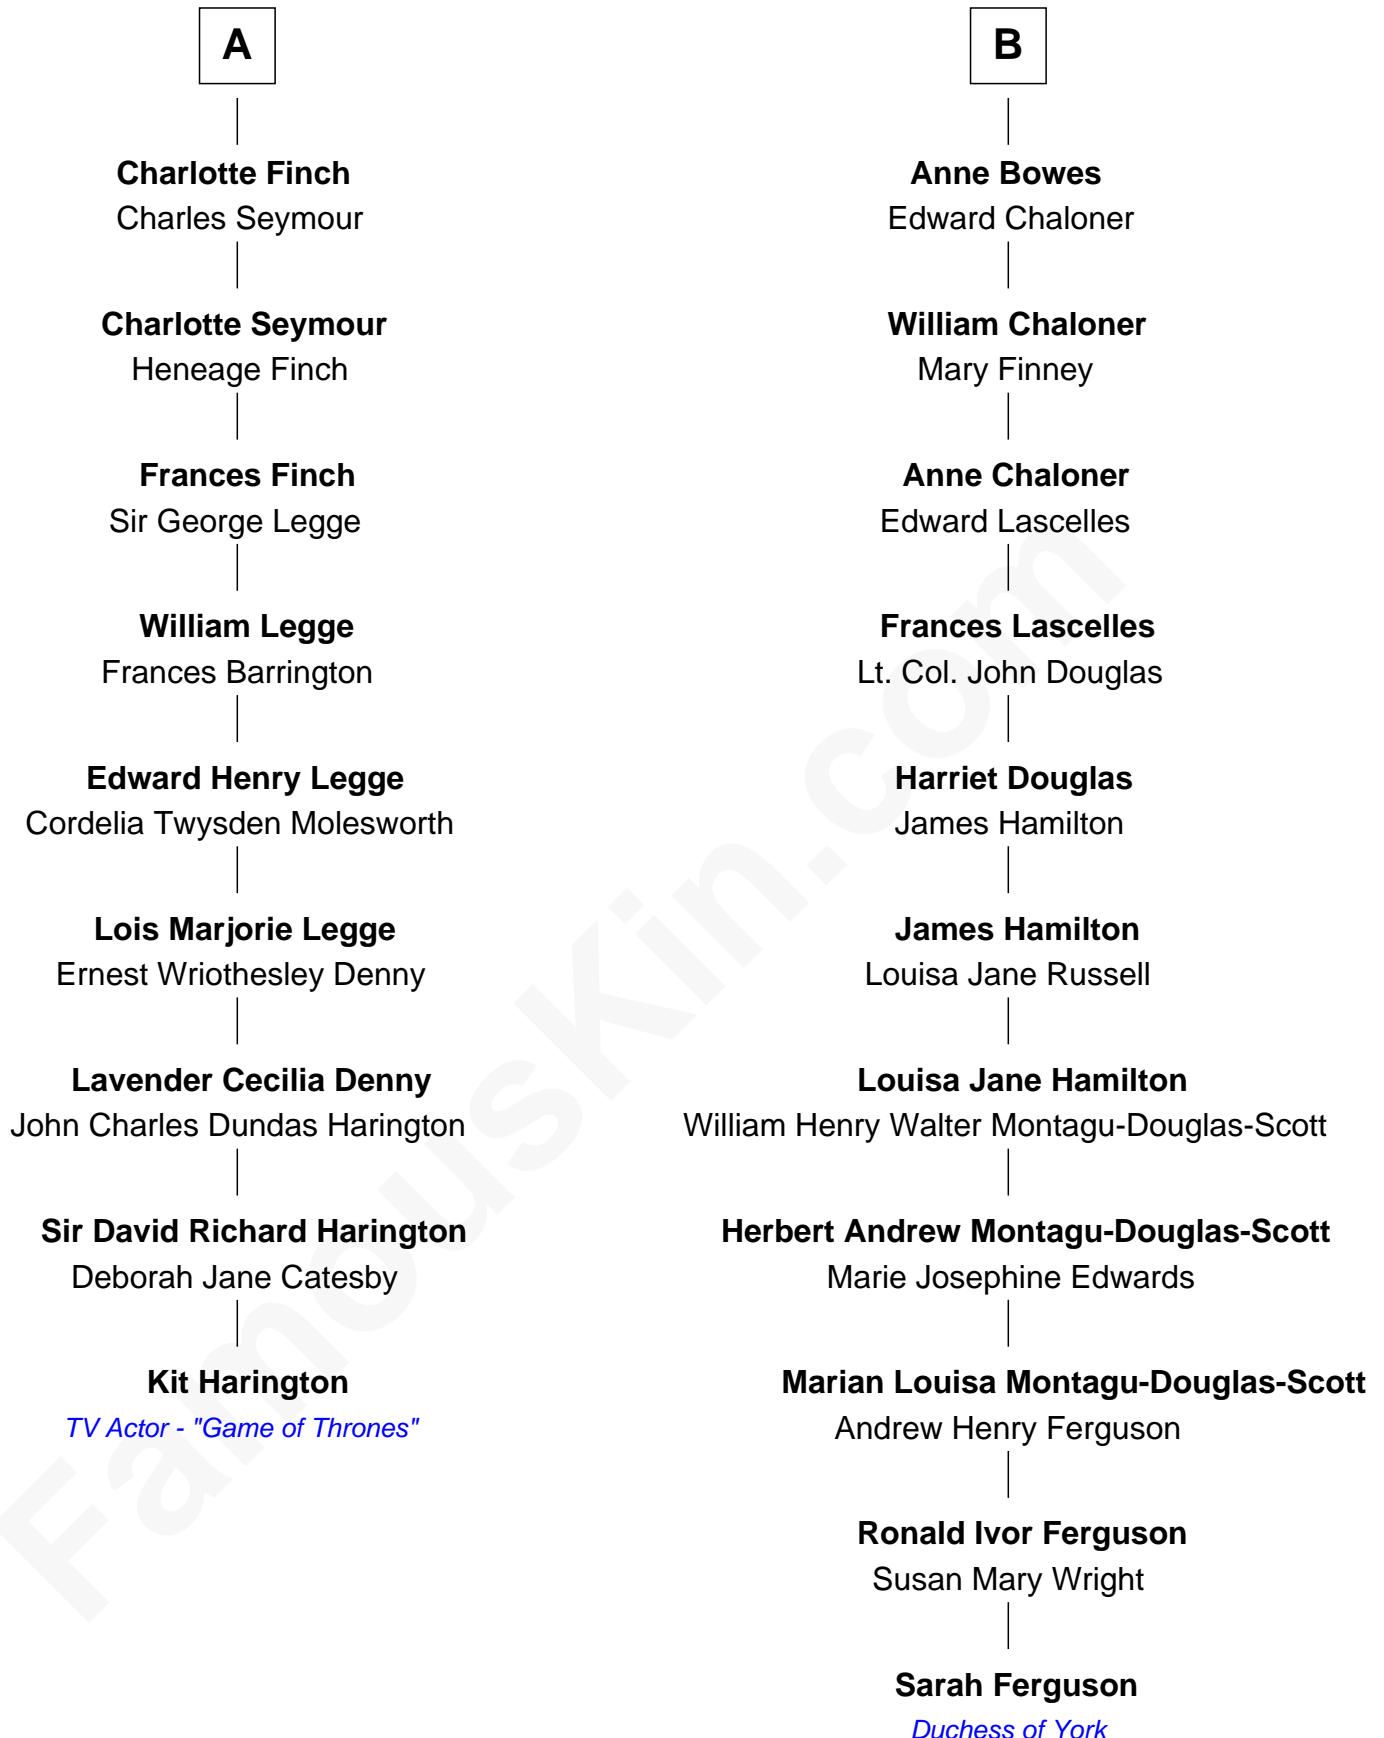 A
Charlotte Finch
Charles Seymour
Charlotte Seymour
Heneage Finch
Frances Finch
Sir George Legge
William Legge
Frances Barrington
Edward Henry Legge
Cordelia Twysden Molesworth
Lois Marjorie Legge
Ernest Wriothesley Denny
Lavender Cecilia Denny
John Charles Dundas Harington
Sir David Richard Harington
Deborah Jane Catesby
Kit Harington
TV Actor - "Game of Thrones"
B
Anne Bowes
Edward Chaloner
William Chaloner
Mary Finney
Anne Chaloner
Edward Lascelles
Frances Lascelles
Lt. Col. John Douglas
Harriet Douglas
James Hamilton
James Hamilton
Louisa Jane Russell
Louisa Jane Hamilton
William Henry Walter Montagu-Douglas-Scott
Herbert Andrew Montagu-Douglas-Scott
Marie Josephine Edwards
Marian Louisa Montagu-Douglas-Scott
Andrew Henry Ferguson
Ronald Ivor Ferguson
Susan Mary Wright
Sarah Ferguson
Duchess of York
FamousKin.com